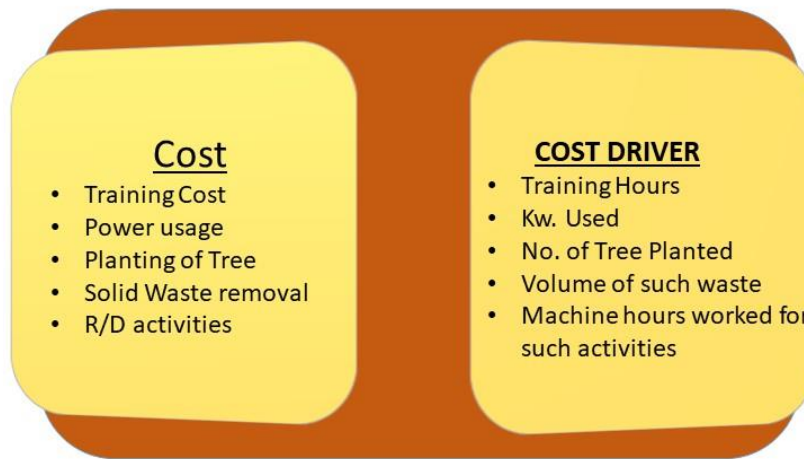 Cost
• Training Cost
• Power usage
• Planting of Tree
• Solid Waste removal
• R/D activities
COST DRIVER
• Training Hours
• Kw. Used
• No. of Tree Planted
• Volume of such waste
• Machine hours worked for
such activities